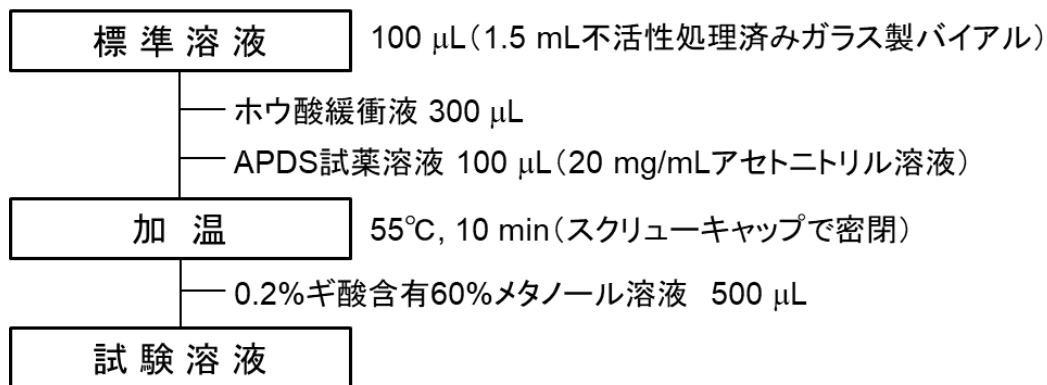 標準溶液 100 μL（1.5 mL不活性処理済みガラス製バイアル）
ホウ酸緩衝液 300 μL
APDS試薬溶液 100 μL（20 mg/mLアセトニトリル溶液）
加温 55℃, 10 min（スクリューキャップで密閉）
0.2%ギ酸含有60%メタノール溶液 500 μL
試験溶液